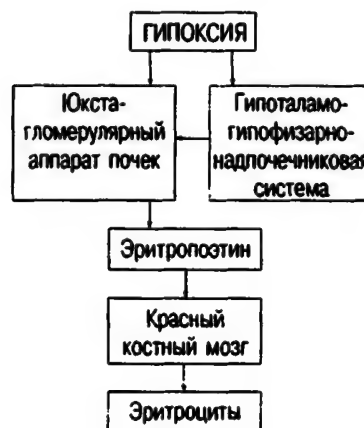 ГИПОКСИЯ
Юкста-
гломерулярный
аппарат почек
Гипоталамо-
гипофизарно-
надпочечниковая
система
Эритропоэтин
Красный
костный мозг
Эритроциты